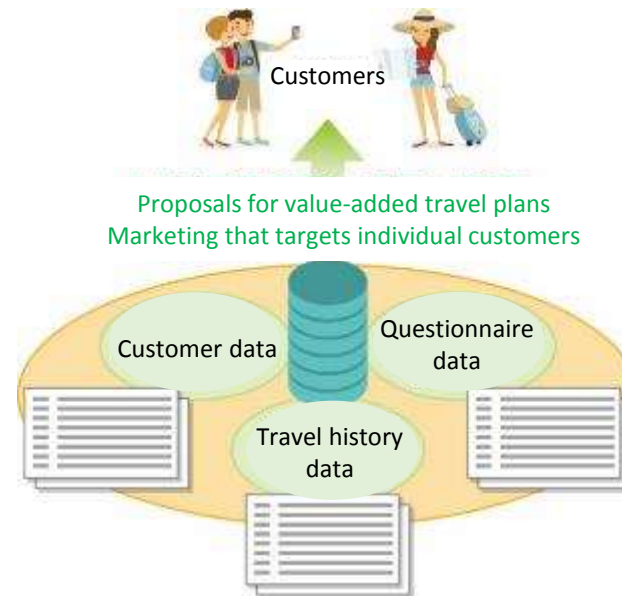 Customers
Proposals for value-added travel plans
Marketing that targets individual customers
Customer data
Questionnaire
data
Travel history
data